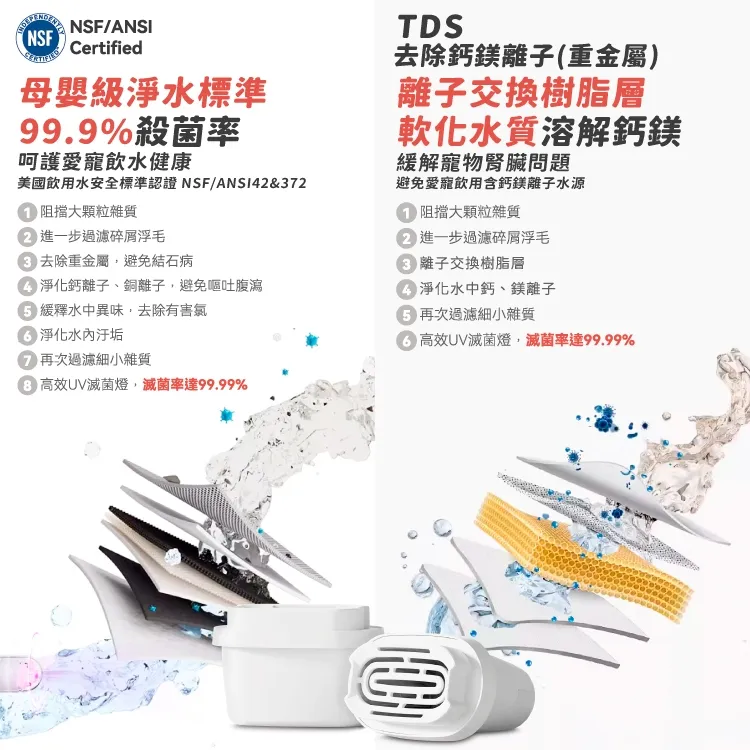 INDEPENDENTLY
NSF
CERTIFIED
NSF/ANSI
Certified
母嬰級淨水標準
99.9%殺菌率
呵護愛寵飲水健康
美國飲用水安全標準認證 NSF/ANSI42&372
1 阻擋大顆粒雜質
2 進一步過濾碎屑浮毛
3 去除重金屬，避免結石病
4 淨化鈣離子、銅離子，避免嘔吐腹瀉
5 緩釋水中異味，去除有害氯
6 淨化水內汙垢
7 再次過濾細小雜質
8 高效UV滅菌燈，滅菌率達99.99%
TDS
去除鈣鎂離子(重金屬)
離子交換樹脂層
軟化水質溶解鈣鎂
緩解寵物腎臟問題
避免愛寵飲用含鈣鎂離子水源
1 阻擋大顆粒雜質
2 進一步過濾碎屑浮毛
3 離子交換樹脂層
4 淨化水中鈣、鎂離子
5 再次過濾細小雜質
6 高效UV滅菌燈，滅菌率達99.99%